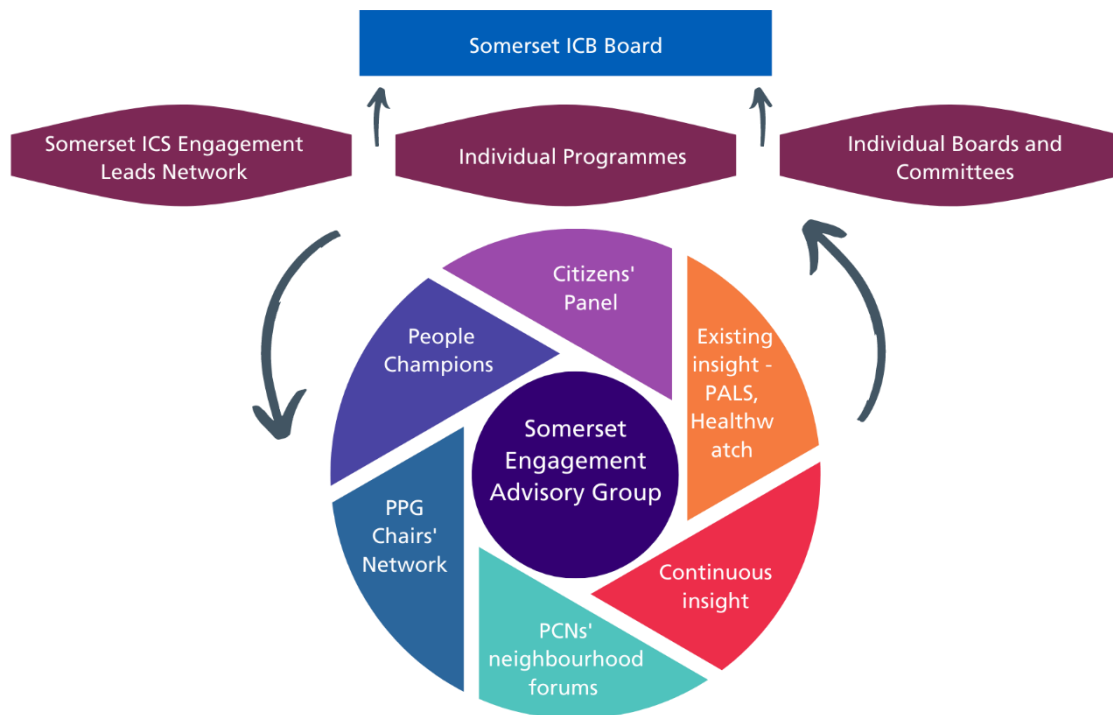 Somerset ICB Board
Somerset ICS Engagement
Leads Network
Individual Programmes
Individual Boards and
Committees
Citizens'
Panel
People
Champions
Existing
insight -
PALS,
Healthw
atch
Somerset
Engagement
Advisory Group
PPG
Chairs'
Network
Continuous
insight
PCNs'
neighbourhood
forums